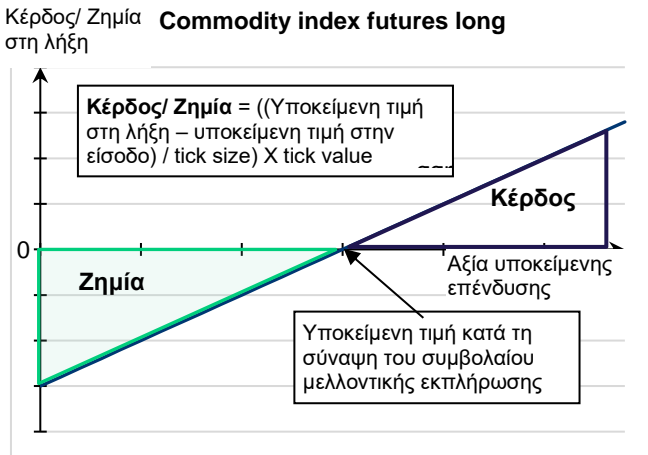 Κέρδος/ Ζημία
στη λήξη
Commodity index futures long
Κέρδος/ Ζημία = ((Υποκείμενη τιμή
στη λήξη – υποκείμενη τιμή στην
είσοδο) / tick size) X tick value
Κέρδος
0
Αξία υποκείμενης
επένδυσης
Ζημία
Υποκείμενη τιμή κατά τη
σύναψη του συμβολαίου
μελλοντικής εκπλήρωσης